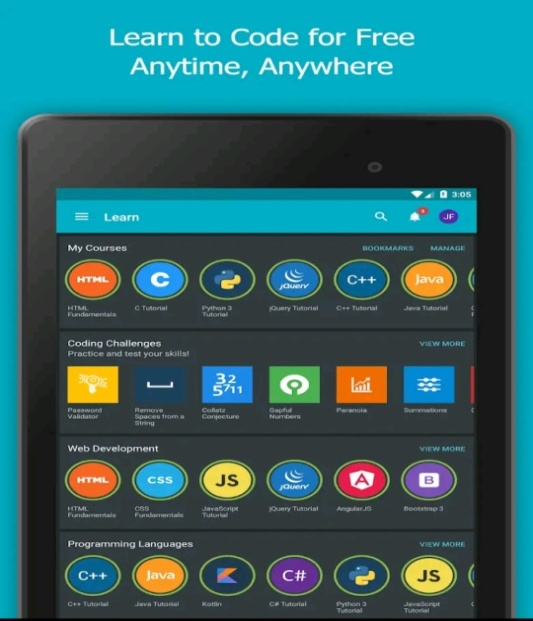 Learn to Code for Free
Anytime, Anywhere
3:05
Learn
JF
My Courses
BOOKMARKS MANAGE
HTML C jQuery C++ Java
HTML Fundamentals
C Tutorial
Python 3 Tutorial
jQuery Tutorial
C++ Tutorial
Java Tutorial
Coding Challenges
VIEW MORE
Practice and test your skills!
32
5711
Password Validator
Remove Spaces from a String
Collatz Conjecture
Gapful Numbers
Paranoia
Summations
Web Development
VIEW MORE
HTML CSS JS jQuery A B
HTML Fundamentals
CSS Fundamentals
JavaScript Tutorial
jQuery Tutorial
AngularJS
Bootstrap 3
Programming Languages
VIEW MORE
C++ Java C# JS
C++ Tutorial
Java Tutorial
Kotlin
C# Tutorial
Python 3 Tutorial
JavaScript Tutorial